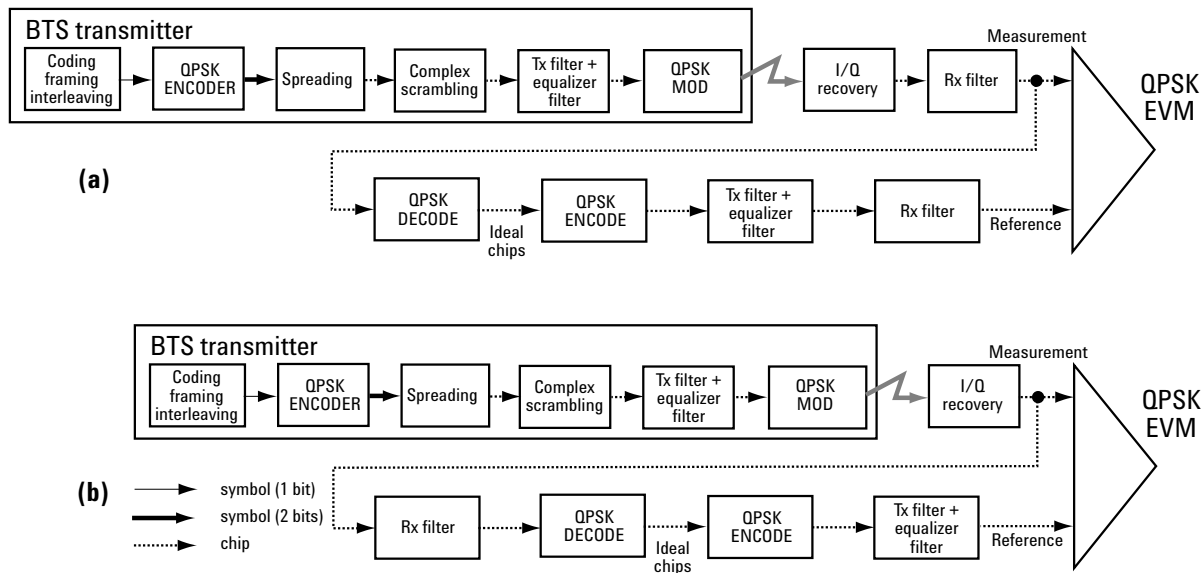 BTS transmitter
Coding
framing
interleaving
QPSK
ENCODER
Spreading
Complex
scrambling
Tx filter +
equalizer
filter
QPSK
MOD
I/Q
recovery
Rx filter
Measurement
QPSK
EVM
(a)
QPSK
DECODE
Ideal
chips
QPSK
ENCODE
Tx filter +
equalizer
filter
Rx filter
Reference
BTS transmitter
Coding
framing
interleaving
QPSK
ENCODER
Spreading
Complex
scrambling
Tx filter +
equalizer
filter
QPSK
MOD
I/Q
recovery
Measurement
QPSK
EVM
(b)
symbol (1 bit)
symbol (2 bits)
chip
Rx filter
QPSK
DECODE
Ideal
chips
QPSK
ENCODE
Tx filter +
equalizer
filter
Reference